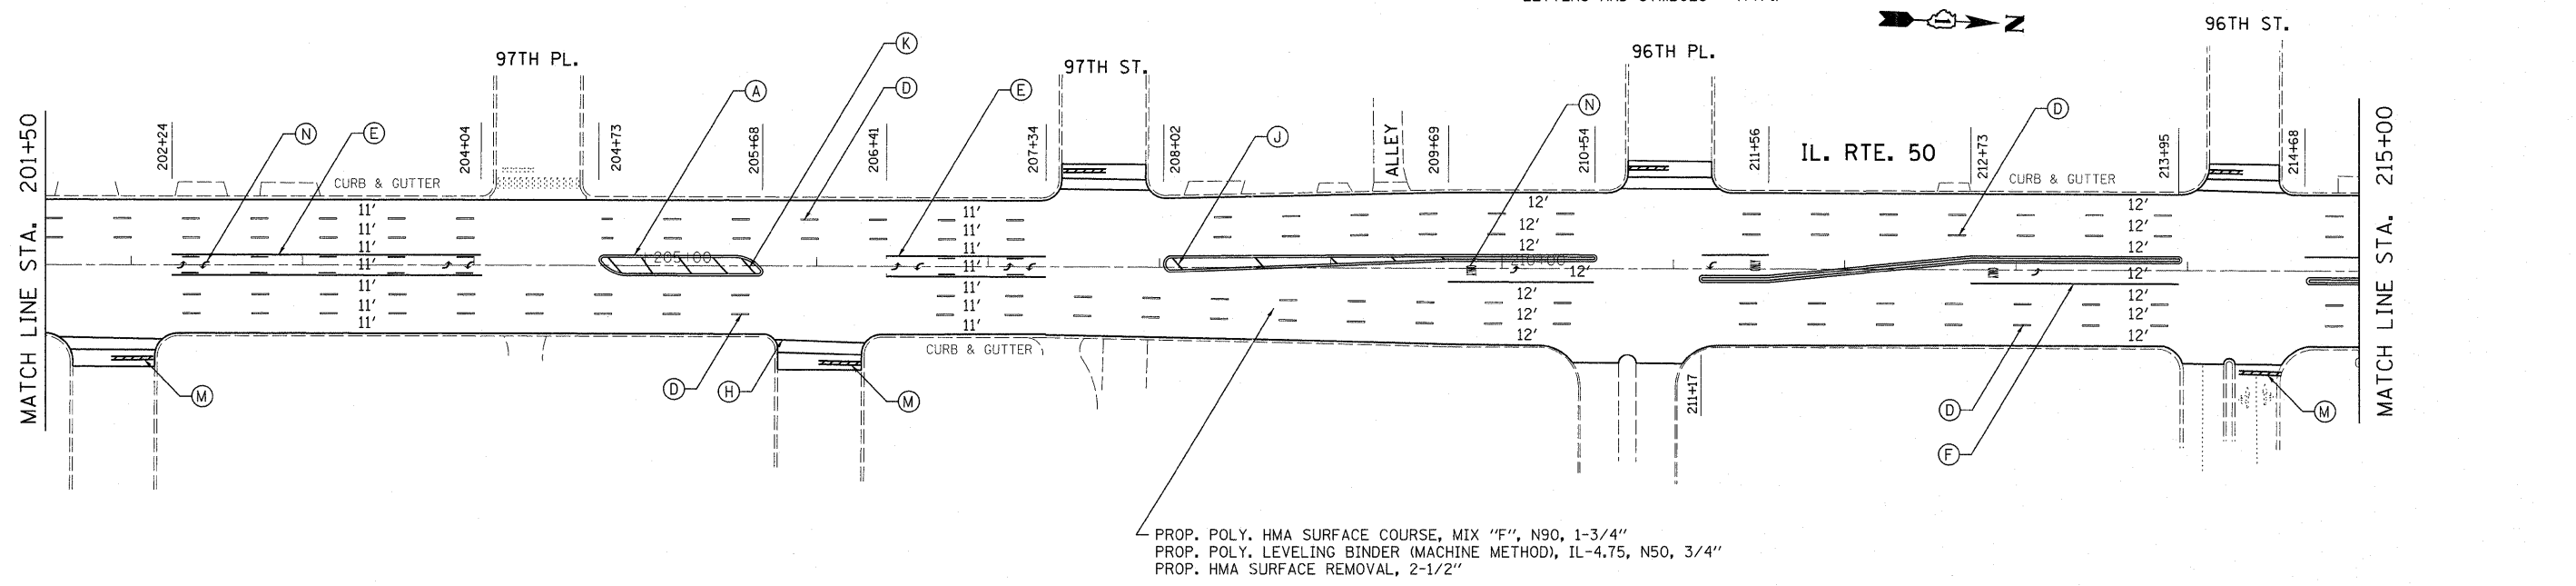 N
96TH ST.
96TH PL.
97TH PL.
97TH ST.
K
D
A
E
N
D
N
E
J
MATCH LINE STA. 201+50
202+24
204+04
204+73
205+68
206+41
207+34
208+02
ALLEY
209+69
210+54
211+56
IL. RTE. 50
212+73
213+95
214+68
MATCH LINE STA. 215+00
CURB & GUTTER
CURB & GUTTER
11'
11'
11'
11'
11'
11'
11'
205+00
11'
11'
11'
11'
11'
11'
11'
12'
12'
12'
210+00
12'
12'
12'
12'
12'
12'
12'
12'
12'
12'
12'
CURB & GUTTER
M
D
H
M
211+17
D
M
F
PROP. POLY. HMA SURFACE COURSE, MIX "F", N90, 1-3/4"
PROP. POLY. LEVELING BINDER (MACHINE METHOD), IL-4.75, N50, 3/4"
PROP. HMA SURFACE REMOVAL, 2-1/2"